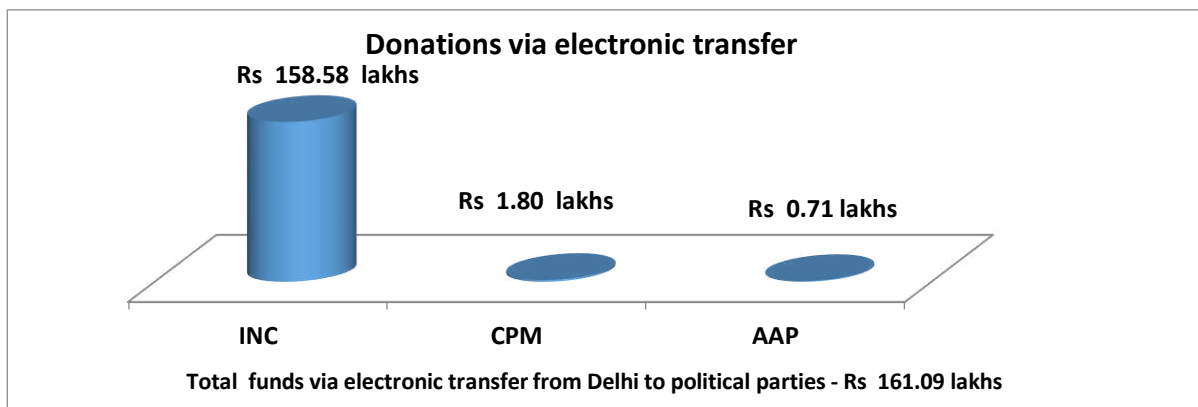 Donations via electronic transfer
Rs 158.58 lakhs
Rs 1.80 lakhs
Rs 0.71 lakhs
INC CPM AAP
Total funds via electronic transfer from Delhi to political parties - Rs 161.09 lakhs